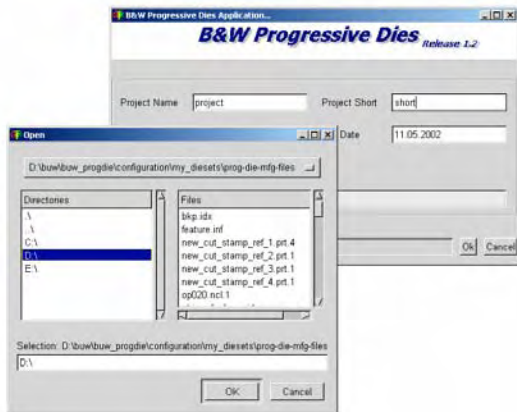 B&W Progressive Dies Application...
B&W Progressive Dies Release 1.2
Project Name project Project Short short
Date 11.05.2002
Ok Cancel
Open
D:\buw\buw_progdie\configuration\my_diesets\prog-die-mfg-files
Directories
.\
..\
C:\
D:\
E:\
Files
bkp.idx
feature.inf
new_cut_stamp_ref_1.prt.4
new_cut_stamp_ref_2.prt.1
new_cut_stamp_ref_3.prt.1
new_cut_stamp_ref_4.prt.1
op020.ncl.1
Selection: D:\buw\buw_progdie\configuration\my_diesets\prog-die-mfg-files
D:\
OK Cancel